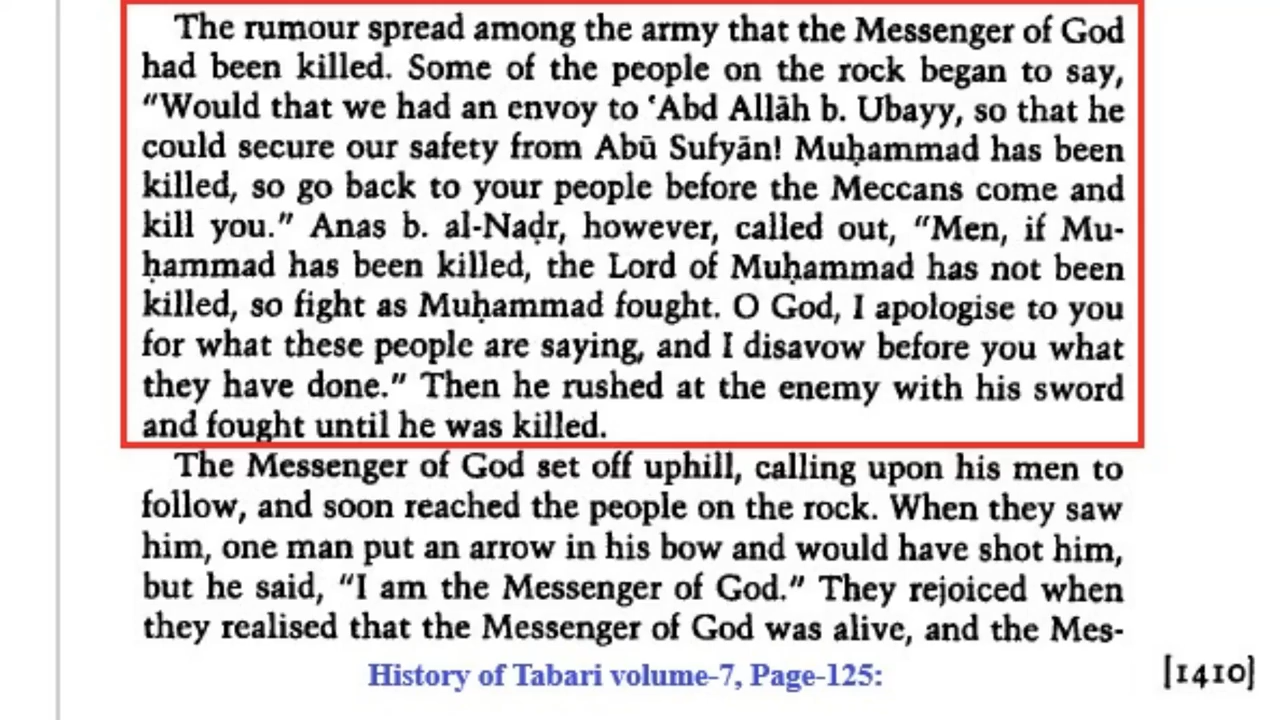 The rumour spread among the army that the Messenger of God
had been killed. Some of the people on the rock began to say,
“Would that we had an envoy to ‘Abd Allāh b. Ubayy, so that he
could secure our safety from Abū Sufyān! Muḥammad has been
killed, so go back to your people before the Meccans come and
kill you.” Anas b. al-Naḍr, however, called out, “Men, if Mu-
ḥammad has been killed, the Lord of Muḥammad has not been
killed, so fight as Muḥammad fought. O God, I apologise to you
for what these people are saying, and I disavow before you what
they have done.” Then he rushed at the enemy with his sword
and fought until he was killed.
The Messenger of God set off uphill, calling upon his men to
follow, and soon reached the people on the rock. When they saw
him, one man put an arrow in his bow and would have shot him,
but he said, “I am the Messenger of God.” They rejoiced when
they realised that the Messenger of God was alive, and the Mes-
[1410]
History of Tabari volume-7, Page-125: